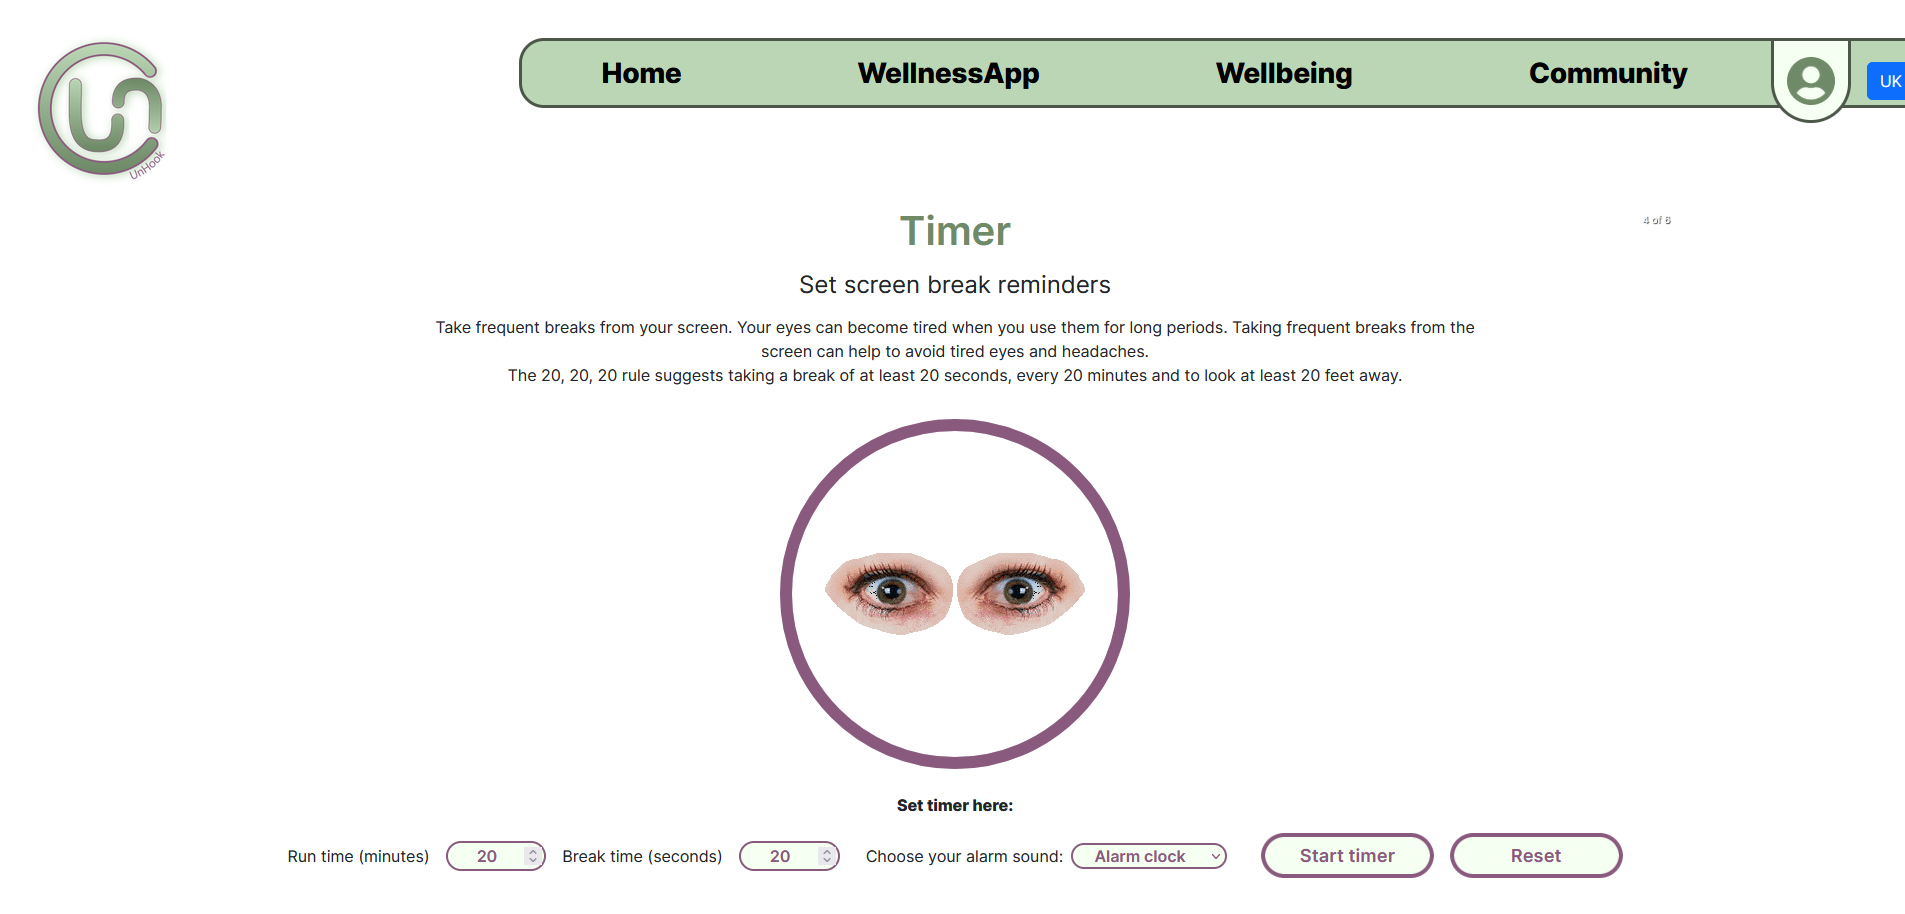 UnHook
Home WellnessApp Wellbeing Community UK
Timer
4 of 6
Set screen break reminders
Take frequent breaks from your screen. Your eyes can become tired when you use them for long periods. Taking frequent breaks from the
screen can help to avoid tired eyes and headaches.
The 20, 20, 20 rule suggests taking a break of at least 20 seconds, every 20 minutes and to look at least 20 feet away.
Set timer here:
Run time (minutes) 20 Break time (seconds) 20 Choose your alarm sound: Alarm clock Start timer Reset